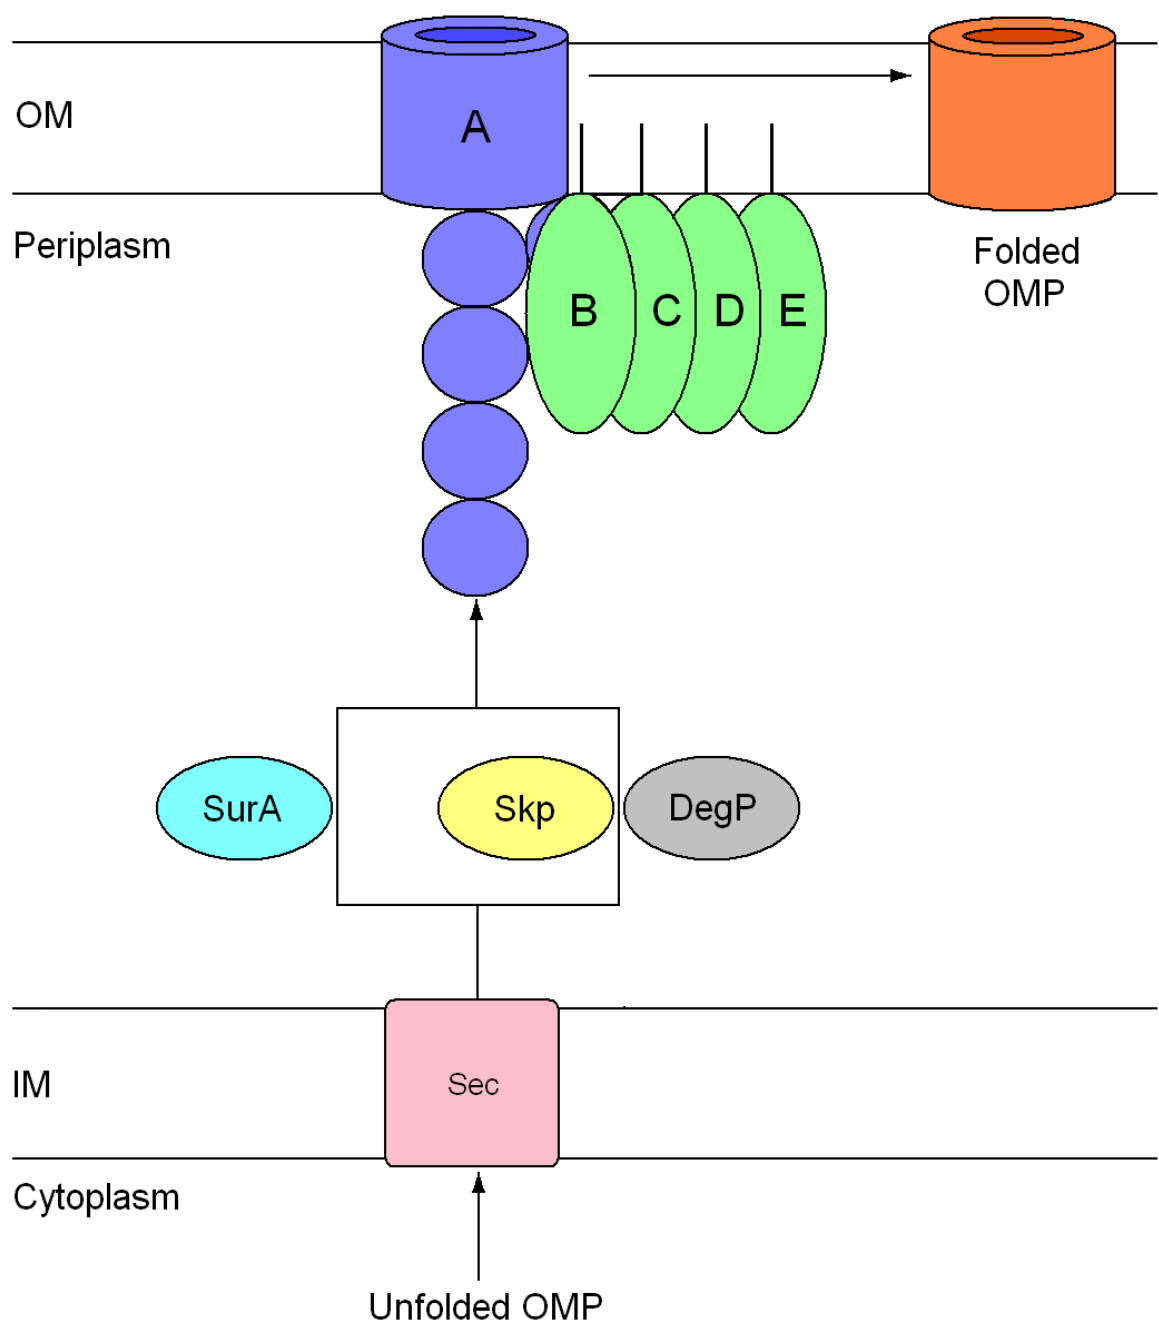 OM
A
Periplasm
Folded
OMP
B C D E
SurA
Skp
DegP
IM
Sec
Cytoplasm
Unfolded OMP